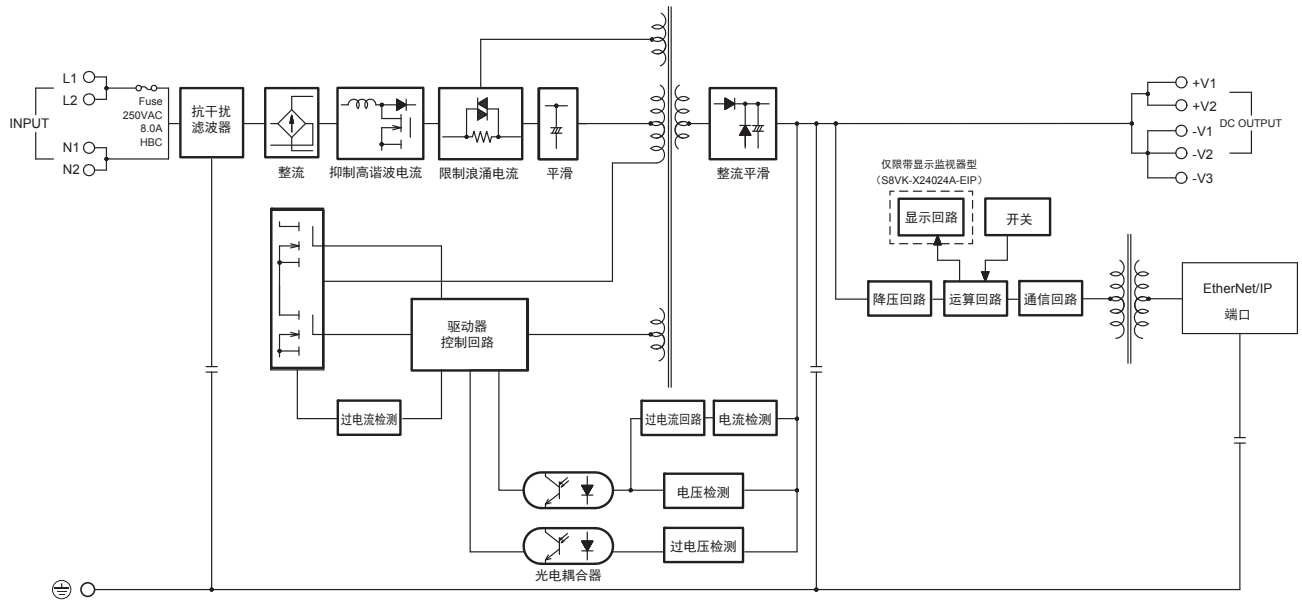 INPUT
L1
L2
N1
N2
Fuse
250VAC
8.0A
HBC
抗干扰
滤波器
整流
抑制高谐波电流
限制浪涌电流
平滑
整流平滑
+V1
+V2
-V1
-V2
-V3
DC OUTPUT
仅限带显示监视器型
（S8VK-X24024A-EIP）
显示回路
开关
降压回路
运算回路
通信回路
EtherNet/IP
端口
驱动器
控制回路
过电流检测
过电流回路
电流检测
电压检测
过电压检测
光电耦合器